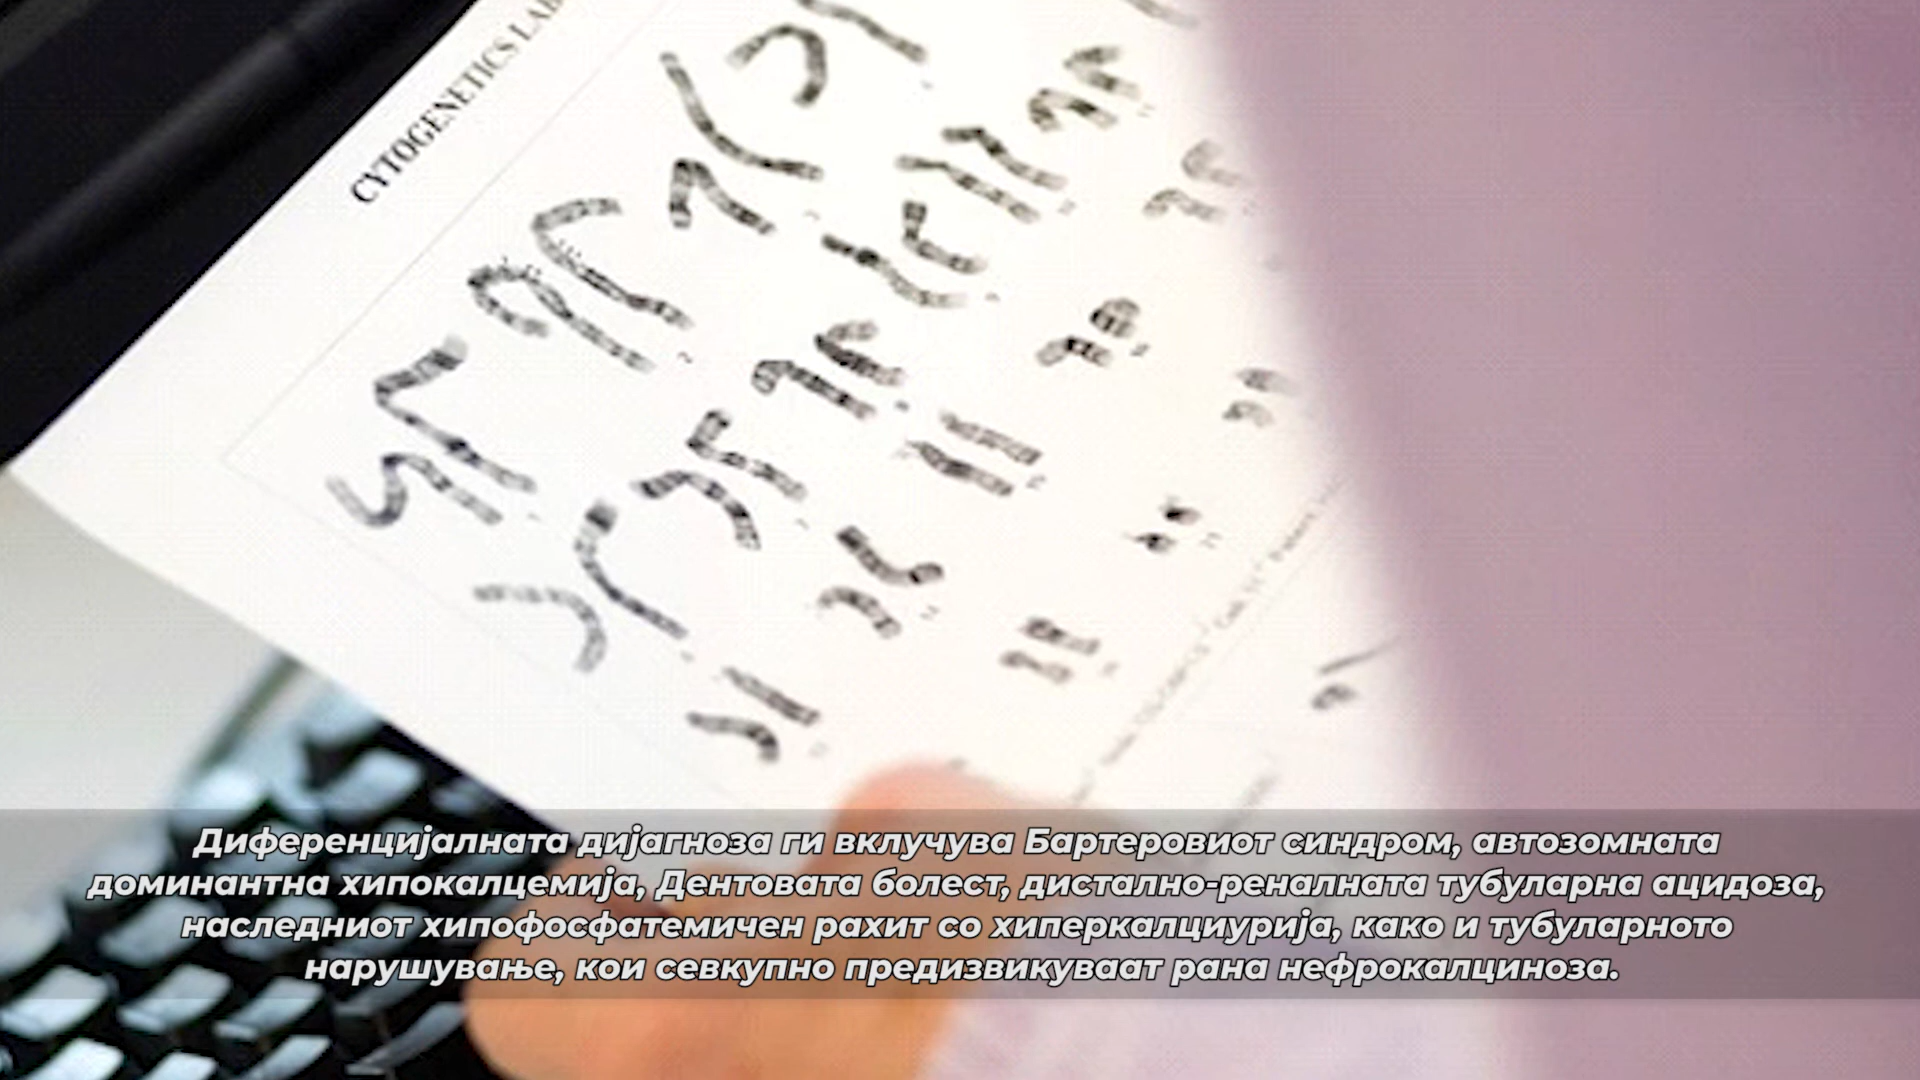 CYTOGENETICS LAB
Диференцијалната дијагноза ги вклучува Бартеровиот синдром, автозомната
доминантна хипокалцемија, Дентовата болест, дистално-реналната тубуларна ацидоза,
наследниот хипофосфатемичен рахит со хиперкалциурија, како и тубуларното
нарушување, кои севкупно предизвикуваат рана нефрокалциноза.